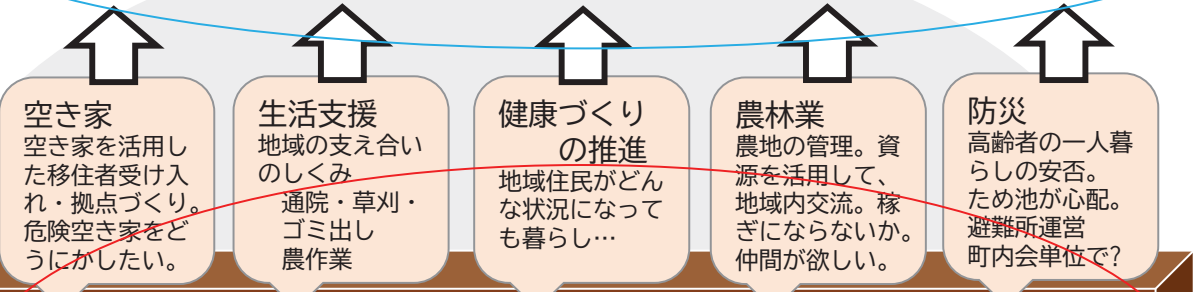 空き家
空き家を活用し
た移住者受け入
れ・拠点づくり。
危険空き家をど
うにかしたい。
生活支援
地域の支え合い
のしくみ
通院・草刈・
ゴミ出し
農作業
健康づくり
の推進
地域住民がどん
な状況になって
も暮らし…
農林業
農地の管理。資
源を活用して、
地域内交流。稼
ぎにならないか。
仲間が欲しい。
防災
高齢者の一人暮
らしの安否。
ため池が心配。
避難所運営
町内会単位で?